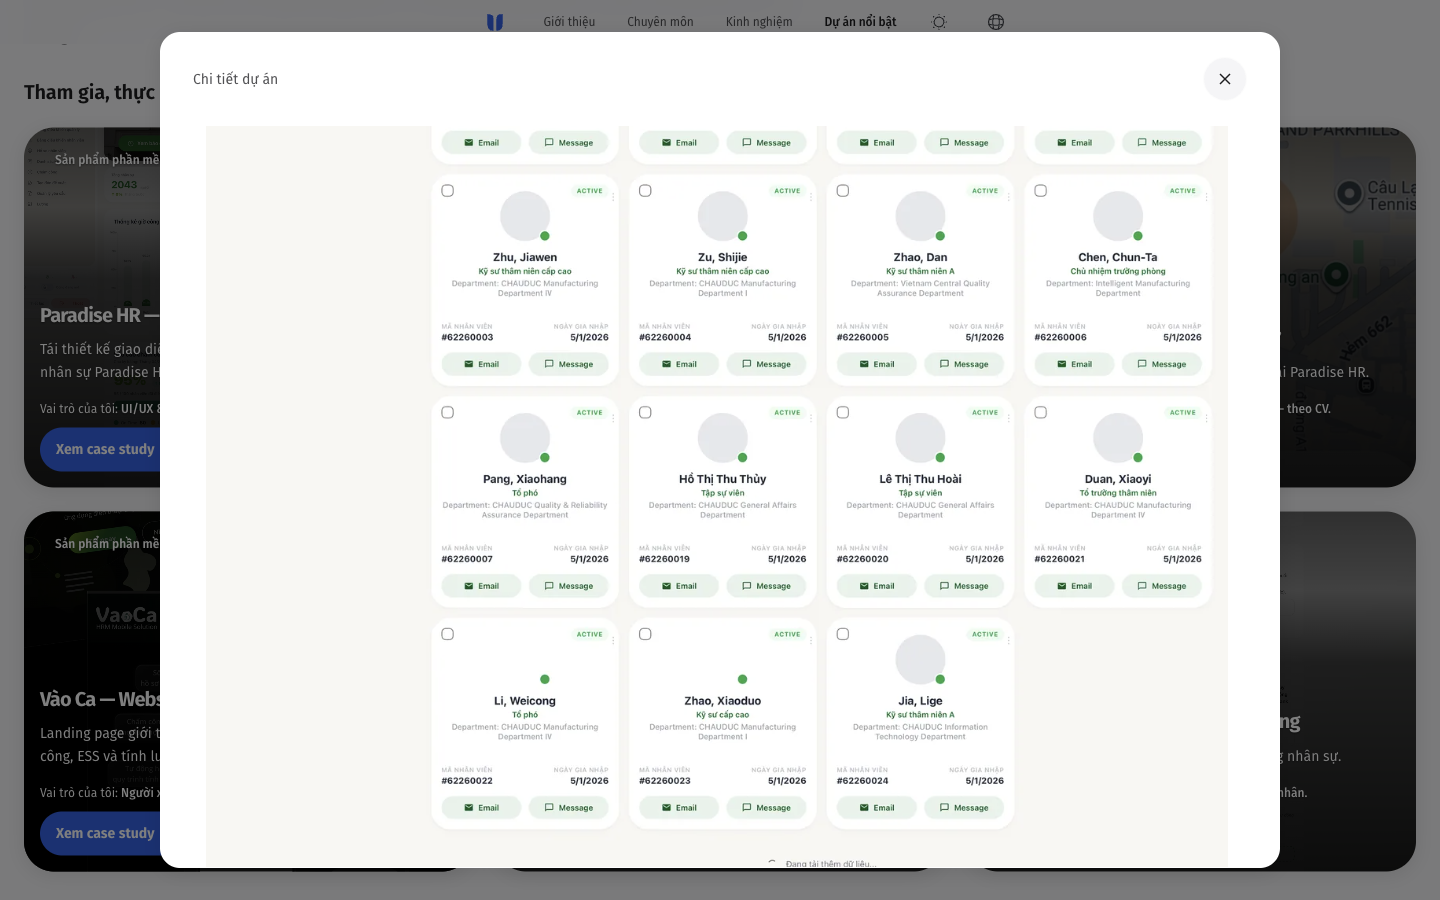 Giới thiệu
Chuyên môn
Kinh nghiệm
Dự án nổi bật
Tham gia, thực
Chi tiết dự án
Sản phẩm phần mề
2043
Paradise HR —
Tái thiết kế giao diệ
nhân sự Paradise H
Vai trò của tôi: UI/UX &
Xem case study
Sản phẩm phần mề
VaoCa
Vào Ca — Webs
Landing page giới t
công, ESS và tính lư
Vai trò của tôi: Người x
Xem case study
Email Message Email Message Email Message Email Message
ACTIVE ACTIVE ACTIVE ACTIVE
Zhu, Jiawen
Kỹ sư thâm niên cấp cao
Department: CHAUDUC Manufacturing
Department IV
MÃ NHÂN VIÊN NGÀY GIA NHẬP
#62260003 5/1/2026
Email Message
Zu, Shijie
Kỹ sư thâm niên cấp cao
Department: CHAUDUC Manufacturing
Department I
MÃ NHÂN VIÊN NGÀY GIA NHẬP
#62260004 5/1/2026
Email Message
Zhao, Dan
Kỹ sư thâm niên A
Department: Vietnam Central Quality
Assurance Department
MÃ NHÂN VIÊN NGÀY GIA NHẬP
#62260005 5/1/2026
Email Message
Chen, Chun-Ta
Chủ nhiệm trưởng phòng
Department: Intelligent Manufacturing
Department
MÃ NHÂN VIÊN NGÀY GIA NHẬP
#62260006 5/1/2026
Email Message
ACTIVE ACTIVE ACTIVE ACTIVE
Pang, Xiaohang
Tổ phó
Department: CHAUDUC Quality & Reliability
Assurance Department
MÃ NHÂN VIÊN NGÀY GIA NHẬP
#62260007 5/1/2026
Email Message
Hồ Thị Thu Thủy
Tập sự viên
Department: CHAUDUC General Affairs
Department
MÃ NHÂN VIÊN NGÀY GIA NHẬP
#62260019 5/1/2026
Email Message
Lê Thị Thu Hoài
Tập sự viên
Department: CHAUDUC General Affairs
Department
MÃ NHÂN VIÊN NGÀY GIA NHẬP
#62260020 5/1/2026
Email Message
Duan, Xiaoyi
Tổ trưởng thâm niên
Department: CHAUDUC Manufacturing
Department IV
MÃ NHÂN VIÊN NGÀY GIA NHẬP
#62260021 5/1/2026
Email Message
ACTIVE ACTIVE ACTIVE
Li, Weicong
Tổ phó
Department: CHAUDUC Manufacturing
Department IV
MÃ NHÂN VIÊN NGÀY GIA NHẬP
#62260022 5/1/2026
Email Message
Zhao, Xiaoduo
Kỹ sư cấp cao
Department: CHAUDUC Manufacturing
Department I
MÃ NHÂN VIÊN NGÀY GIA NHẬP
#62260023 5/1/2026
Email Message
Jia, Lige
Kỹ sư thâm niên A
Department: CHAUDUC Information
Technology Department
MÃ NHÂN VIÊN NGÀY GIA NHẬP
#62260024 5/1/2026
Email Message
Đang tải thêm dữ liệu...
AND PARKHILLS
Câu Lạ
Tennis
Hẻm 662
ại Paradise HR.
– theo CV.
ng
g nhân sự.
nhân.